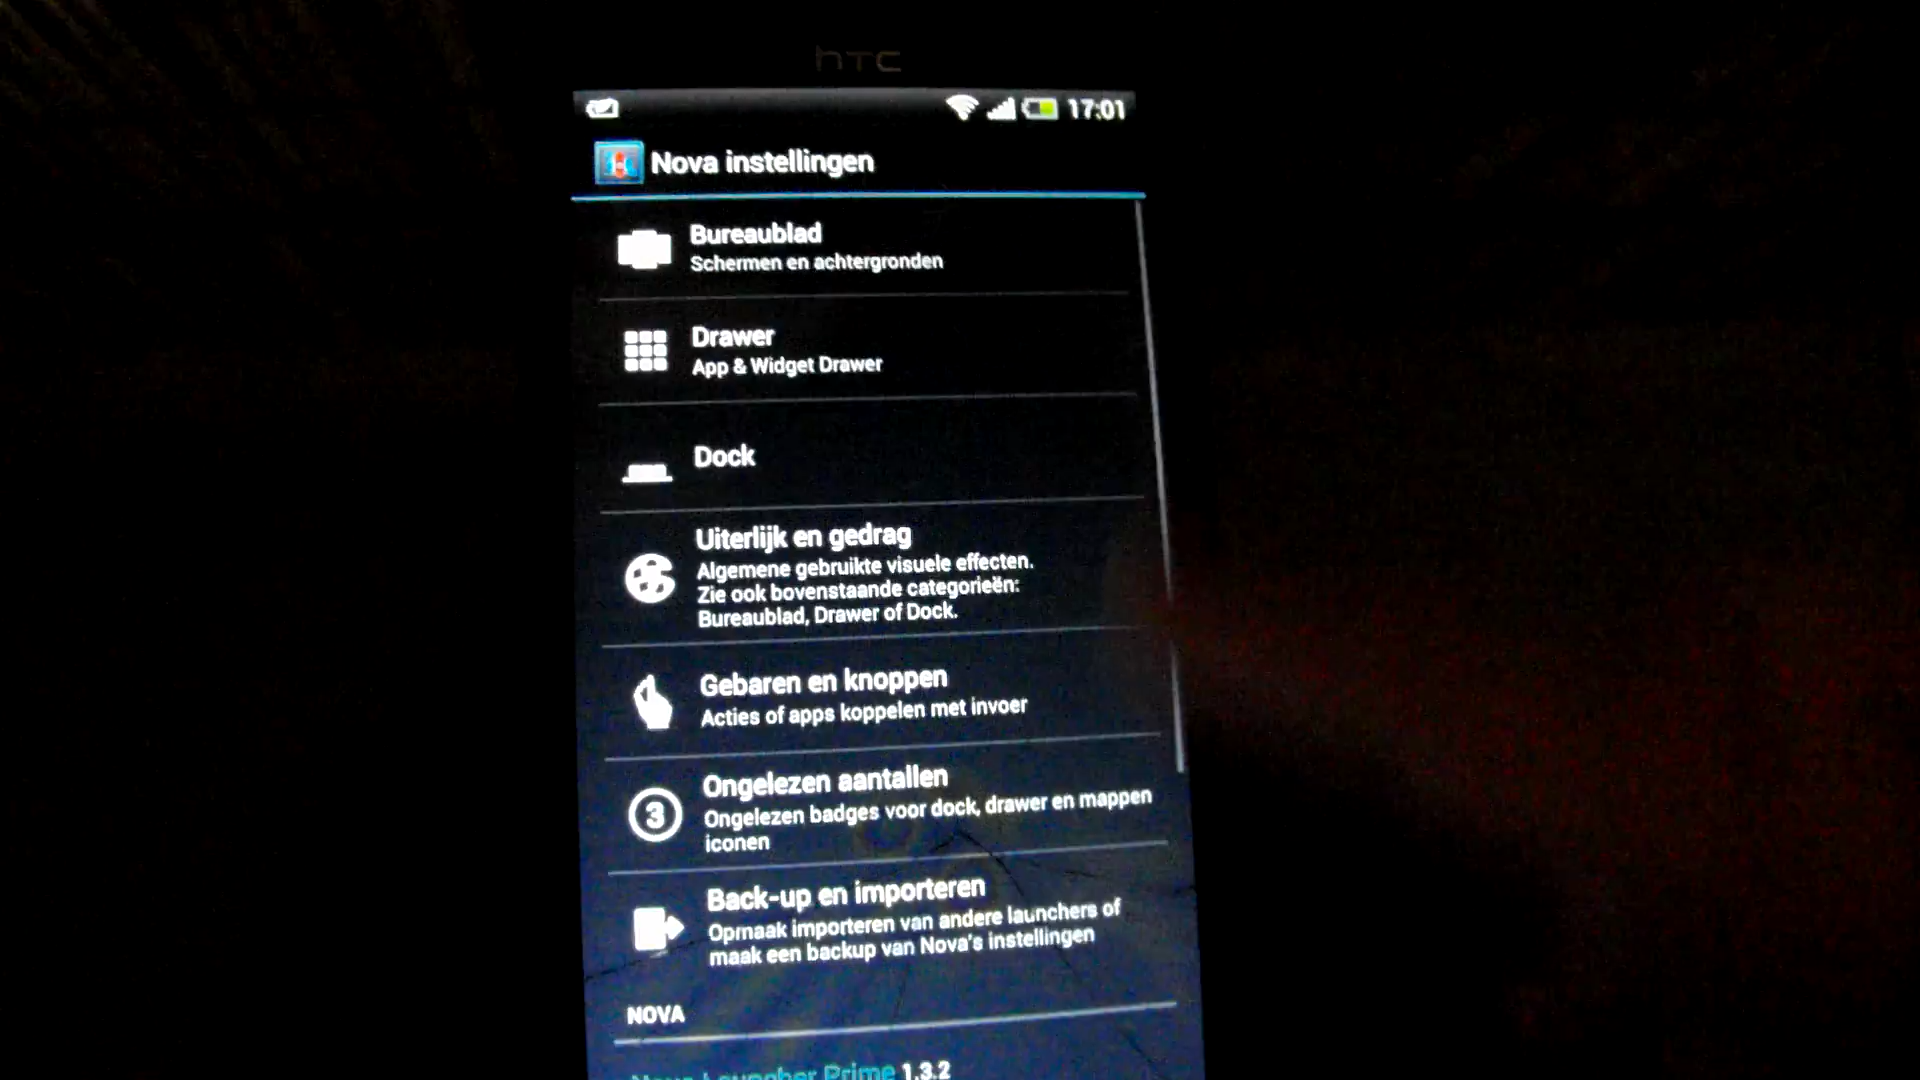 hTC
17:01
Nova instellingen
Bureaublad
Schermen en achtergronden
Drawer
App & Widget Drawer
Dock
Uiterlijk en gedrag
Algemene gebruikte visuele effecten.
Zie ook bovenstaande categorieën:
Bureaublad, Drawer of Dock.
Gebaren en knoppen
Acties of apps koppelen met invoer
3
Ongelezen aantallen
Ongelezen badges voor dock, drawer en mappen
iconen
Back-up en importeren
Opmaak importeren van andere launchers of
maak een backup van Nova's instellingen
NOVA
Nova Launcher Prime 1.3.2